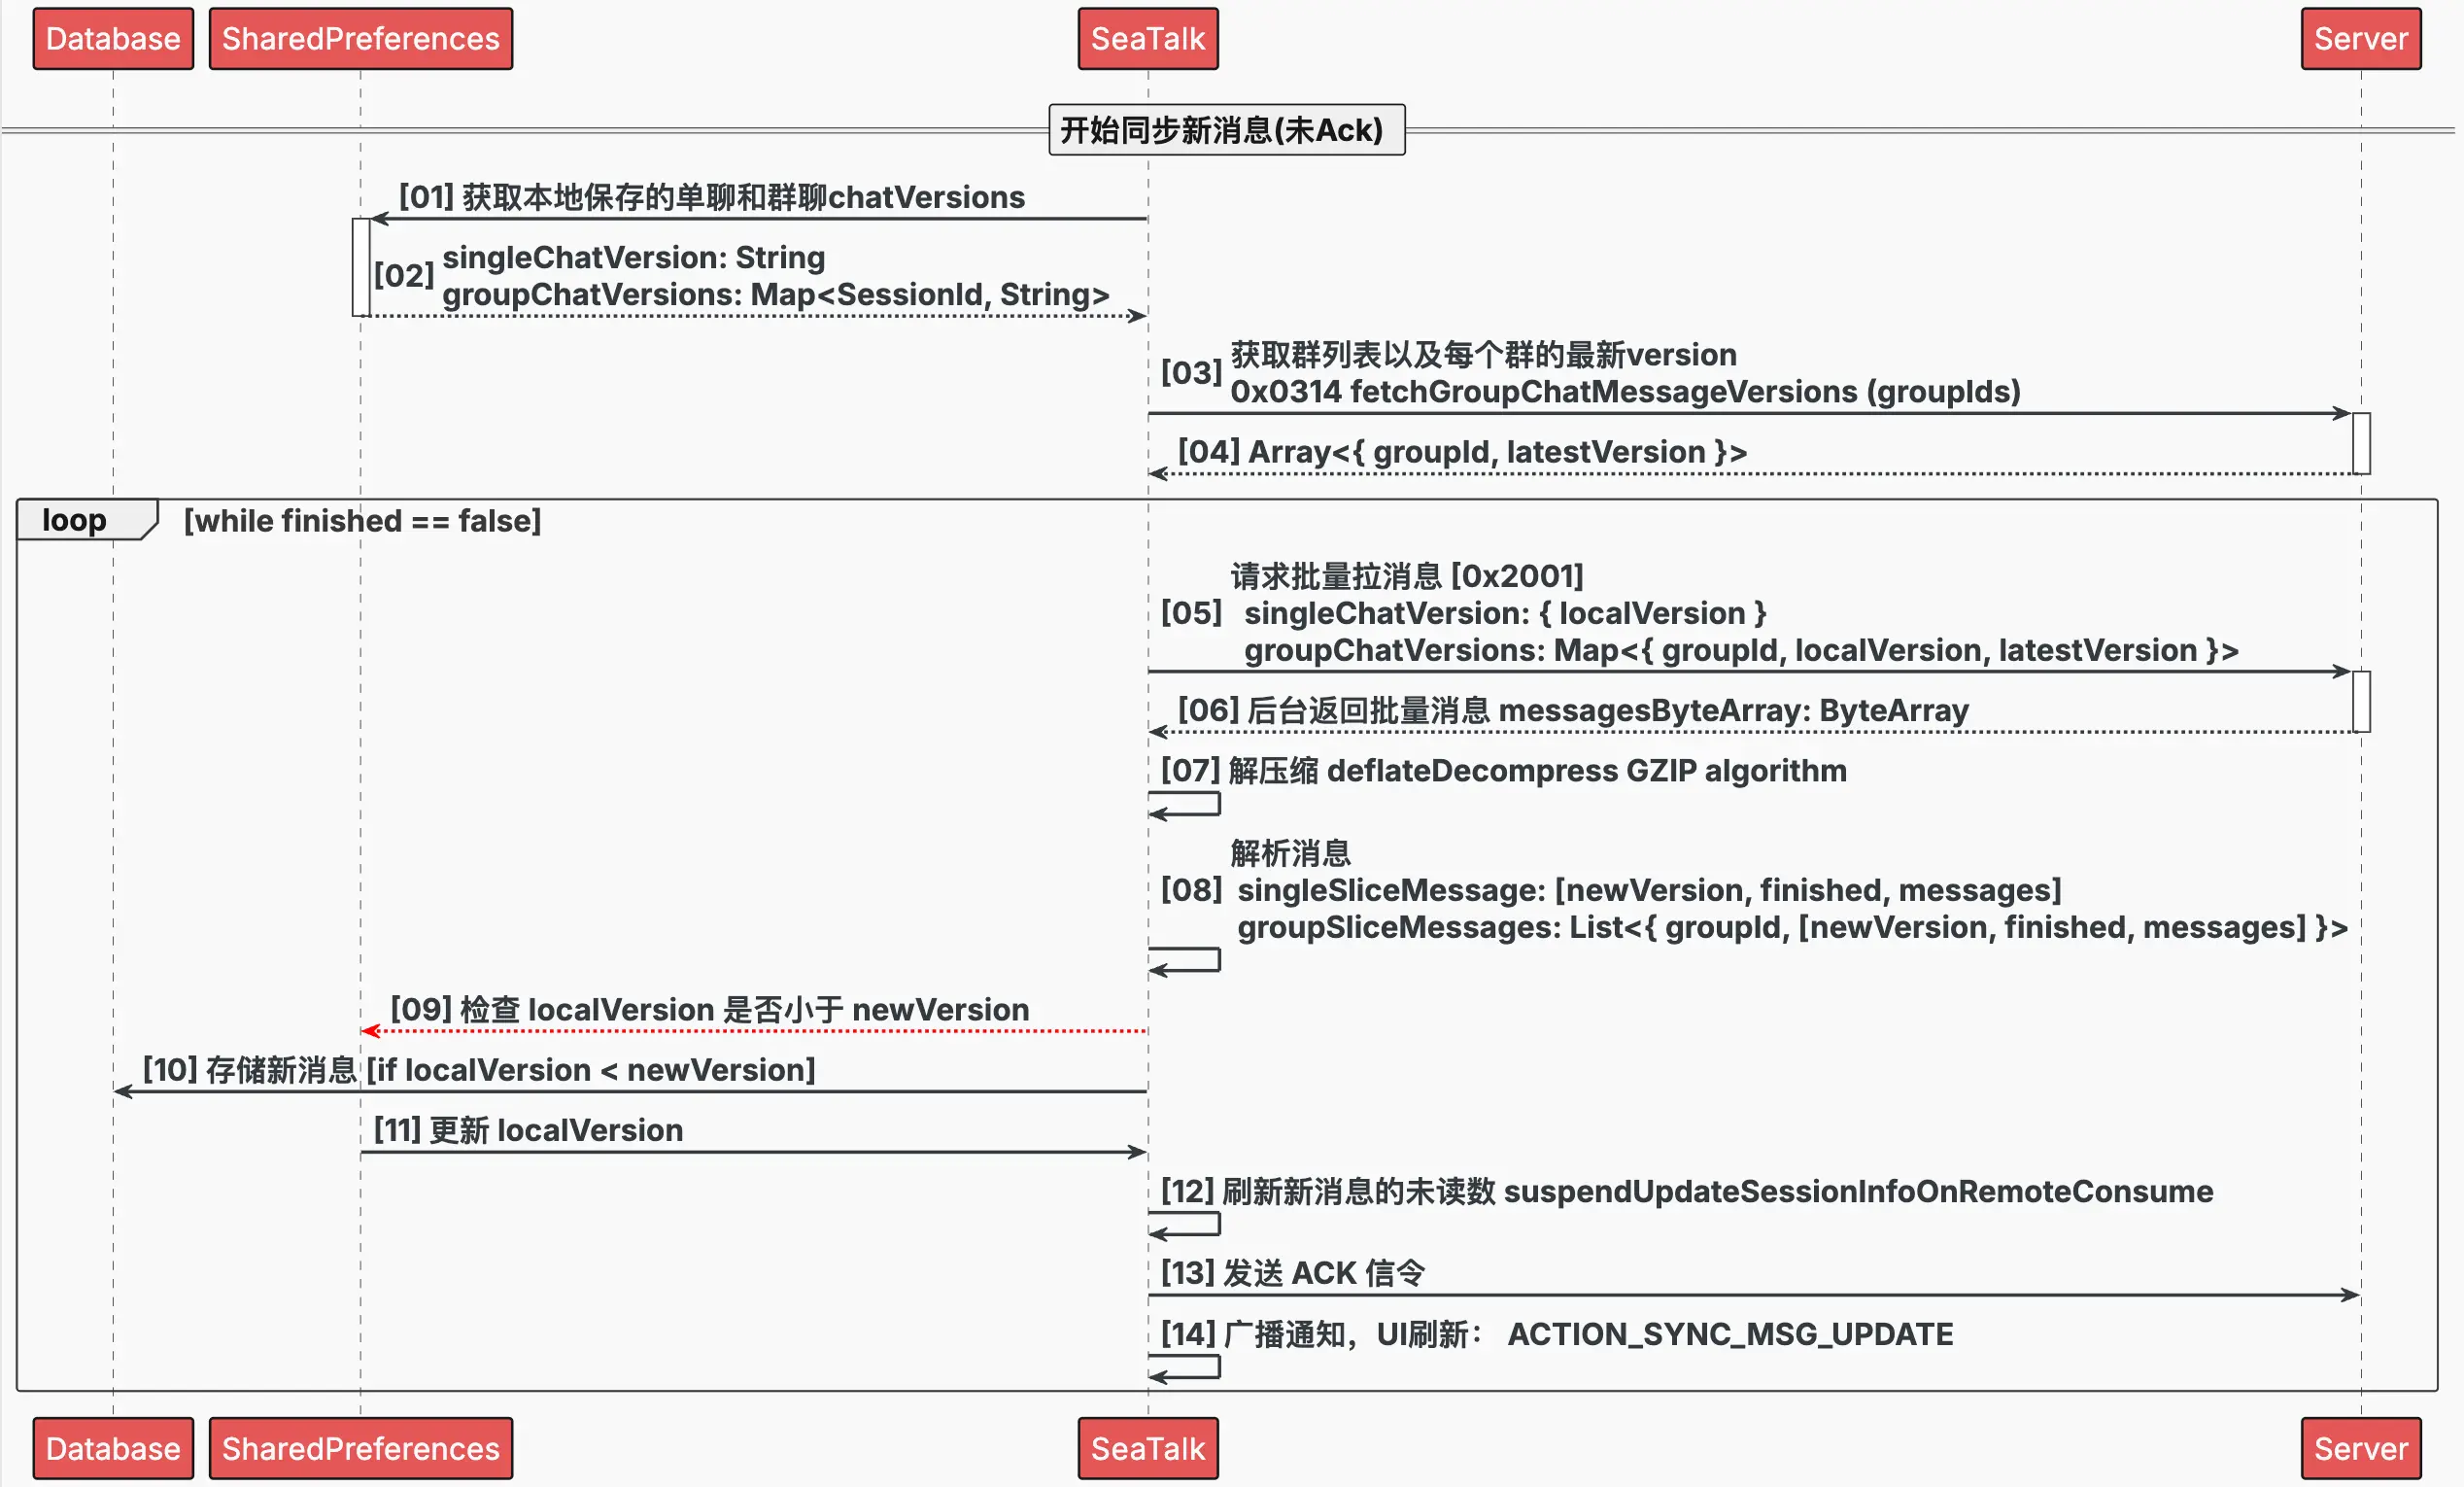 Database
SharedPreferences
SeaTalk
Server
开始同步新消息(未Ack)
[01] 获取本地保存的单聊和群聊chatVersions
[02] singleChatVersion: String
groupChatVersions: Map<SessionId, String>
[03] 获取群列表以及每个群的最新version
0x0314 fetchGroupChatMessageVersions (groupIds)
[04] Array<{ groupId, latestVersion }>
loop [while finished == false]
请求批量拉消息 [0x2001]
[05] singleChatVersion: { localVersion }
groupChatVersions: Map<{ groupId, localVersion, latestVersion }>
[06] 后台返回批量消息 messagesByteArray: ByteArray
[07] 解压缩 deflateDecompress GZIP algorithm
解析消息
[08] singleSliceMessage: [newVersion, finished, messages]
groupSliceMessages: List<{ groupId, [newVersion, finished, messages] }>
[09] 检查 localVersion 是否小于 newVersion
[10] 存储新消息 [if localVersion < newVersion]
[11] 更新 localVersion
[12] 刷新新消息的未读数 suspendUpdateSessionInfoOnRemoteConsume
[13] 发送 ACK 信令
[14] 广播通知，UI刷新： ACTION_SYNC_MSG_UPDATE
Database
SharedPreferences
SeaTalk
Server